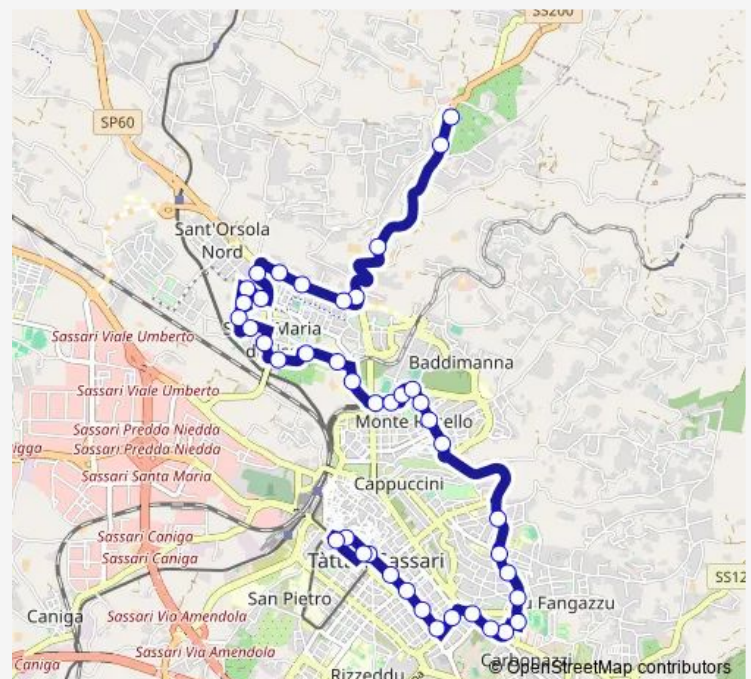 SS200
SP60
Sant'Orsola
Nord
Sassari Viale Umberto
Maria
Baddimanna
Sassari Viale Umberto
Sassari Predda Niedda
Sassari Predda Niedda
Monte
Sassari Santa Maria
Cappuccini
Sassari Caniga
Sassari Caniga
Sassari
SS12
San Pietro
Fangazzu
Caniga
Sassari Via Amendola
Sassari Via Amendola
Caniga
Rizzeddu
© OpenStreetMap contributors